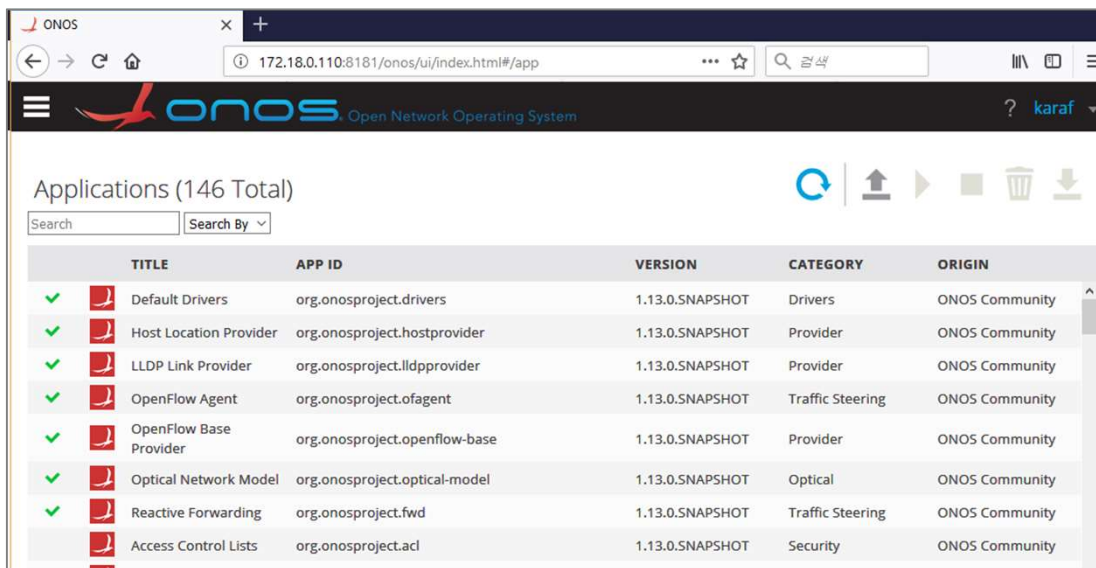 ONOS
172.18.0.110:8181/onos/ui/index.html#/app
검색
onos. Open Network Operating System
? karaf
Applications (146 Total)
Search
Search By
TITLE APP ID VERSION CATEGORY ORIGIN
Default Drivers org.onosproject.drivers 1.13.0.SNAPSHOT Drivers ONOS Community
Host Location Provider org.onosproject.hostprovider 1.13.0.SNAPSHOT Provider ONOS Community
LLDP Link Provider org.onosproject.lldpprovider 1.13.0.SNAPSHOT Provider ONOS Community
OpenFlow Agent org.onosproject.ofagent 1.13.0.SNAPSHOT Traffic Steering ONOS Community
OpenFlow Base
Provider org.onosproject.openflow-base 1.13.0.SNAPSHOT Provider ONOS Community
Optical Network Model org.onosproject.optical-model 1.13.0.SNAPSHOT Optical ONOS Community
Reactive Forwarding org.onosproject.fwd 1.13.0.SNAPSHOT Traffic Steering ONOS Community
Access Control Lists org.onosproject.acl 1.13.0.SNAPSHOT Security ONOS Community